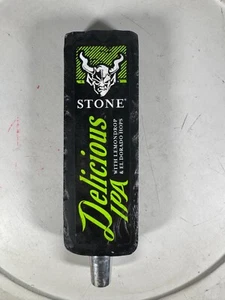 STONE®
Delicious
IPA
WITH LEMONDROP
& EL DORADO HOPS